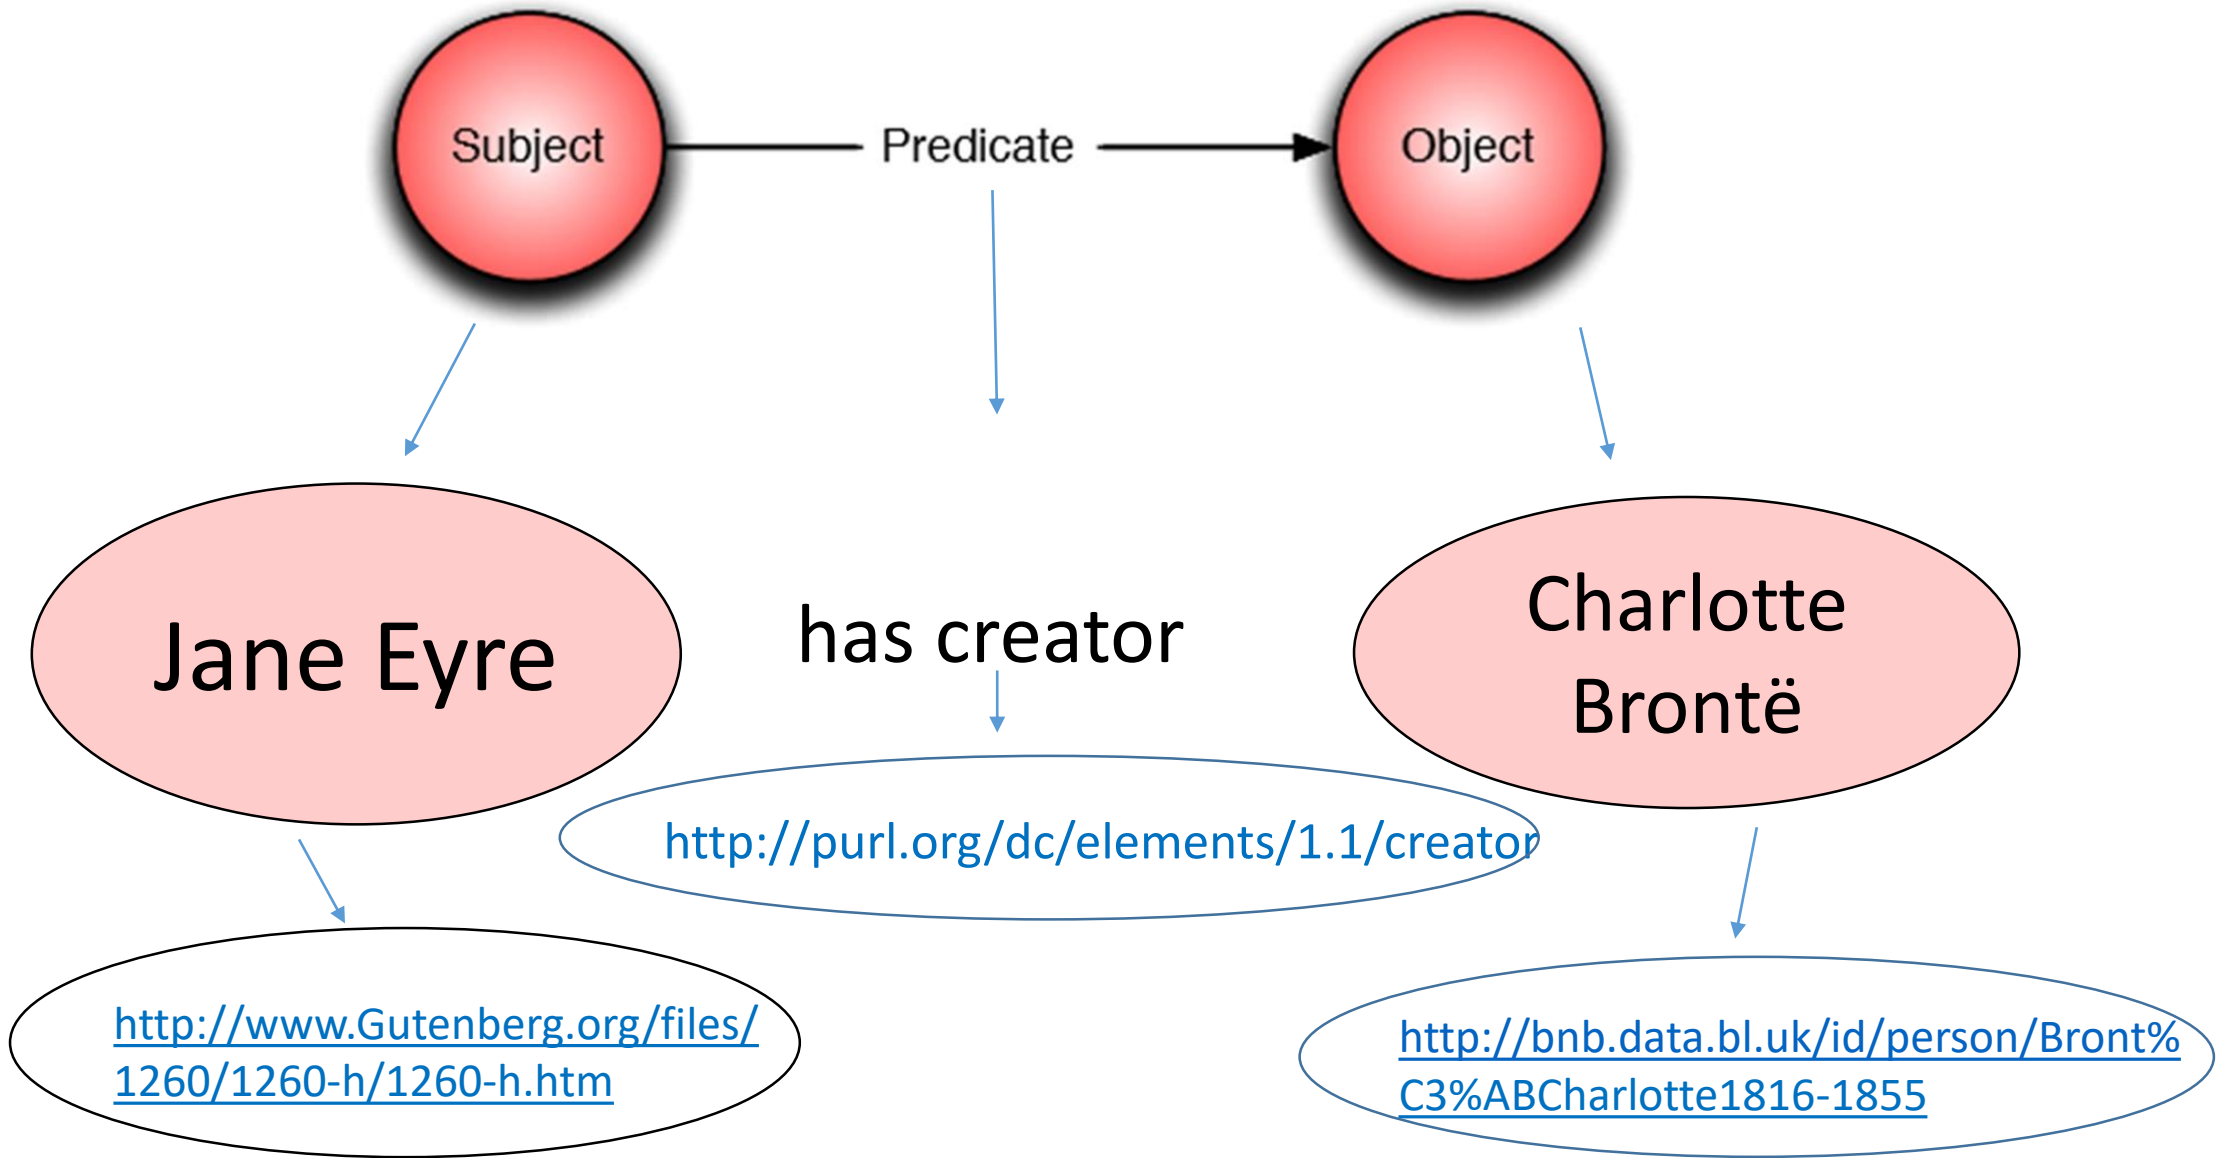 Subject
Predicate
Object
Jane Eyre
has creator
Charlotte
Brontë
http://purl.org/dc/elements/1.1/creator
http://www.Gutenberg.org/files/
1260/1260-h/1260-h.htm
http://bnb.data.bl.uk/id/person/Bront%
C3%ABCharlotte1816-1855